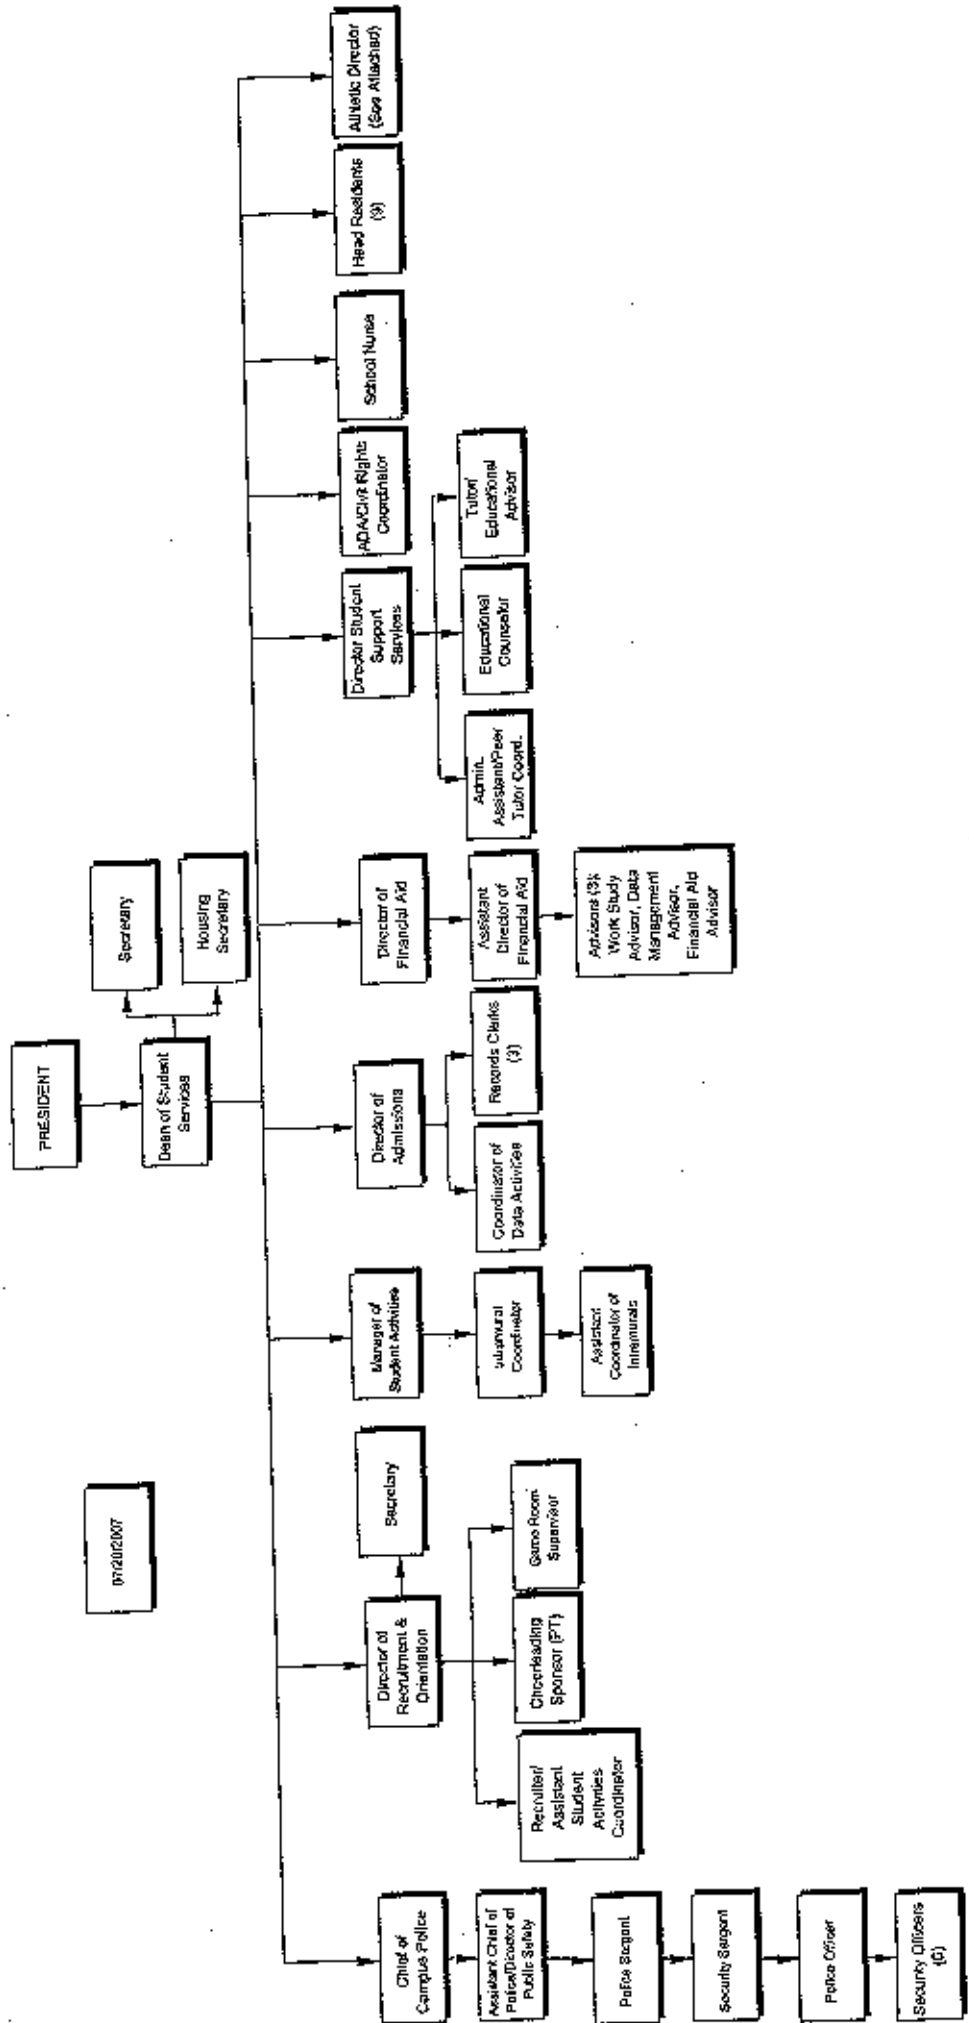 07/20/2007
PRESIDENT
Dean of Student
Services
Secretary
Housing
Secretary
Chief of
Campus Police
Assistant Chief of
Police/Director of
Public Safety
Police Sargent
Security Sargent
Police Officer
Security Officers
Director of
Recruitment &
Orientation
Secretary
Recruiter/
Assistant
Student
Activities
Coordinator
Cheerleading
Sponsor (PT)
Game Room
Supervisor
Manager of
Student Activities
Intramural
Coordinator
Assistant
Coordinator of
Intramurals
Director of
Admissions
Coordinator of
Data Activities
Records Clerks
(3)
Director of
Financial Aid
Assistant
Director of
Financial Aid
Advisors (3):
Work Study
Advisor, Data
Management
Advisor,
Financial Aid
Advisor
Director Student
Support
Services
Admin.
Assistant/Peer
Tutor Coord.
Educational
Counselor
Tutor/
Educational
Advisor
ADA/Civil Rights
Coordinator
School Nurse
Head Residents
(9)
Athletic Director
(See Attached)